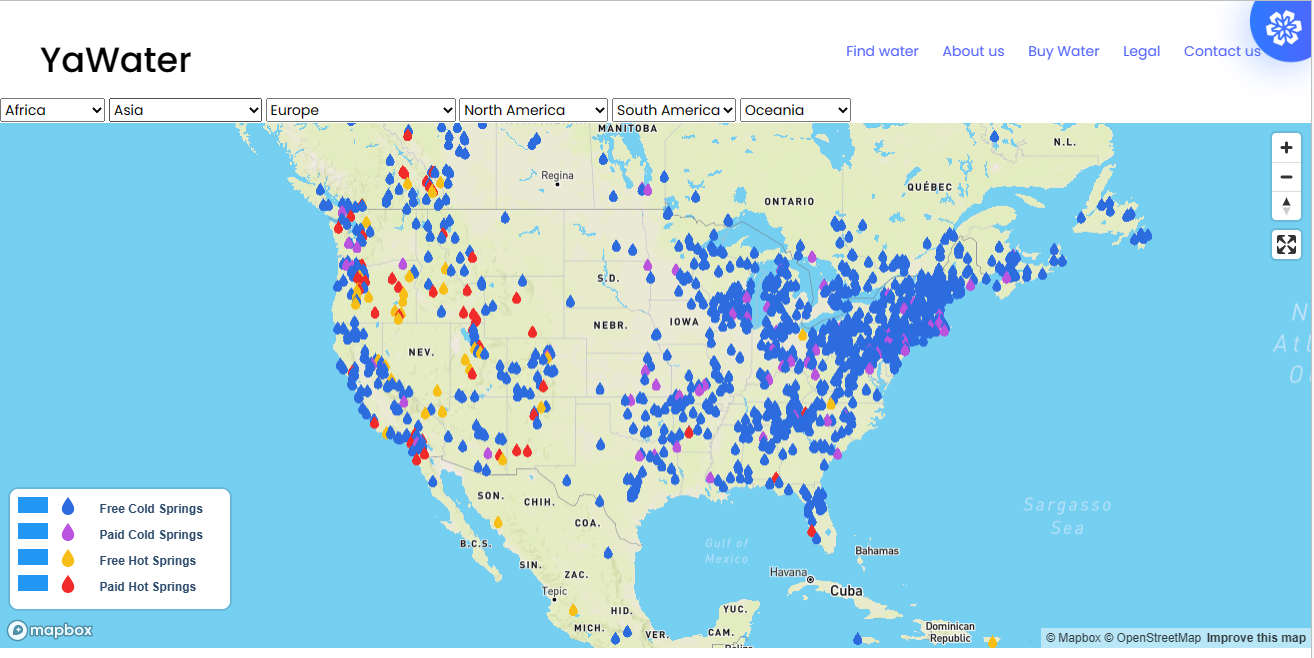 YaWater
Find water About us Buy Water Legal Contact us
Africa Asia Europe North America South America Oceania
MANITOBA
N.L.
Regina
QUÉBEC
ONTARIO
S.D.
IOWA
NEBR.
NEV.
N
Atl
O
SON.
CHIH.
COA.
Sargasso
Sea
Gulf of
Mexico
B.C.S.
SIN.
ZAC.
Tepic
HID.
MICH.
VER.
YUC.
CAM.
Belize
Bahamas
Havana
Cuba
Dominican
Republic
Free Cold Springs
Paid Cold Springs
Free Hot Springs
Paid Hot Springs
mapbox
© Mapbox © OpenStreetMap Improve this map